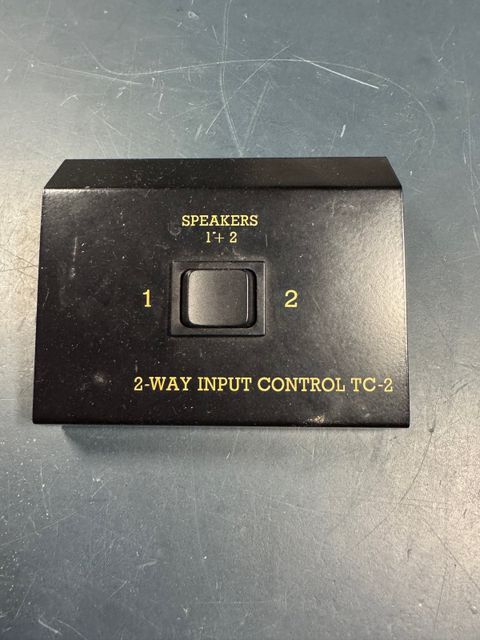 SPEAKERS
1 + 2
1
2
2-WAY INPUT CONTROL TC-2